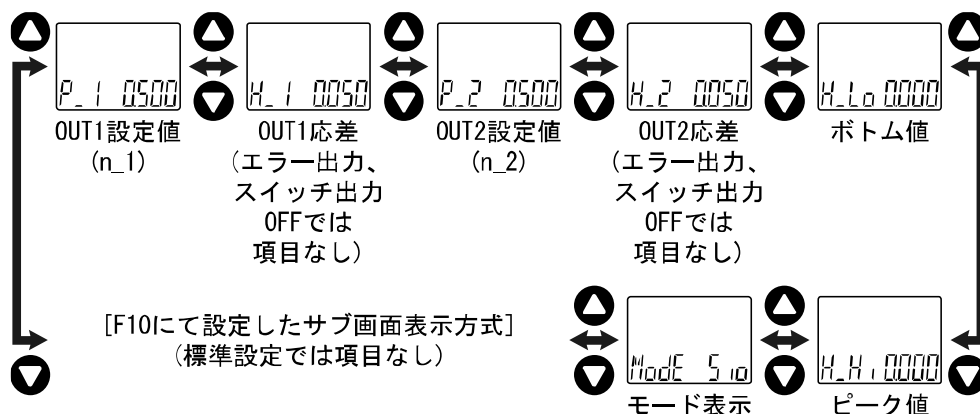 P_1 0.500
OUT1設定値
(n_1)
H_1 0.050
OUT1応差
(エラー出力、
スイッチ出力
OFFでは
項目なし)
P_2 0.500
OUT2設定値
(n_2)
H_2 0.050
OUT2応差
(エラー出力、
スイッチ出力
OFFでは
項目なし)
H_Lo 0.000
ボトム値
[F10にて設定したサブ画面表示方式]
(標準設定では項目なし)
ModE Sio
モード表示
H_Hi 0.000
ピーク値